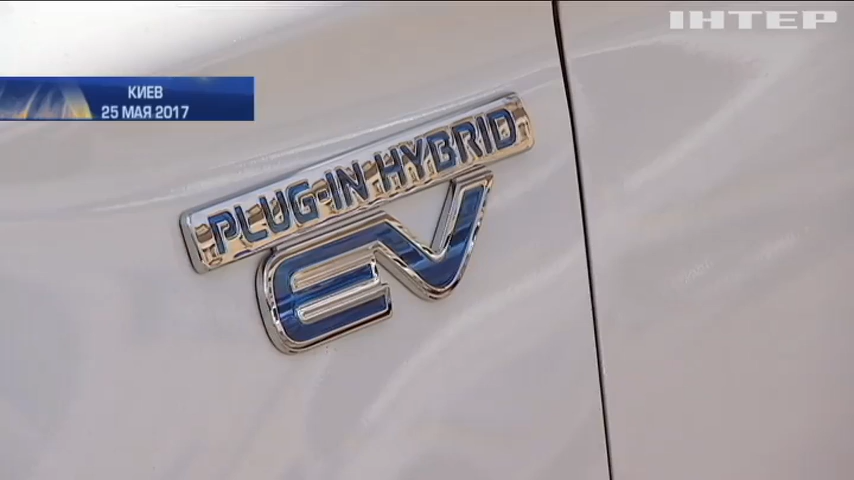 ІНТЕР
КИЕВ
25 МАЯ 2017
PLUG-IN HYBRID
EV